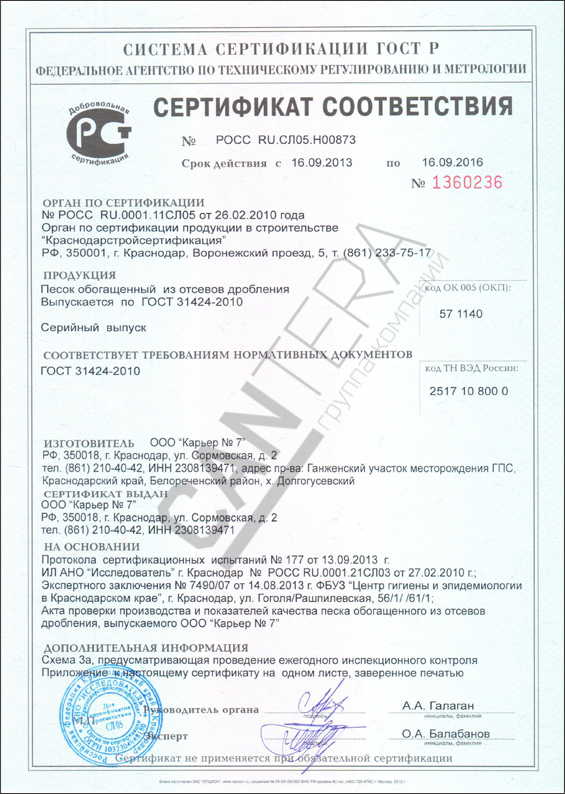 СИСТЕМА СЕРТИФИКАЦИИ ГОСТ Р
ФЕДЕРАЛЬНОЕ АГЕНТСТВО ПО ТЕХНИЧЕСКОМУ РЕГУЛИРОВАНИЮ И МЕТРОЛОГИИ
Добровольная
РСТ
сертификация
СЕРТИФИКАТ СООТВЕТСТВИЯ
№ РОСС RU.СЛ05.Н00873
Срок действия с 16.09.2013 по 16.09.2016
№ 1360236
ОРГАН ПО СЕРТИФИКАЦИИ
№ РОСС RU.0001.11СЛ05 от 26.02.2010 года
Орган по сертификации продукции в строительстве
"Краснодарстройсертификация"
РФ, 350001, г. Краснодар, Воронежский проезд, 5, т. (861) 233-75-17
ПРОДУКЦИЯ
Песок обогащенный из отсевов дробления
Выпускается по ГОСТ 31424-2010
Серийный выпуск
код ОК 005 (ОКП):
57 1140
СООТВЕТСТВУЕТ ТРЕБОВАНИЯМ НОРМАТИВНЫХ ДОКУМЕНТОВ
ГОСТ 31424-2010
код ТН ВЭД России:
2517 10 800 0
CANTERA
группа компаний
ИЗГОТОВИТЕЛЬ ООО "Карьер № 7"
РФ, 350018, г. Краснодар, ул. Сормовская, д. 2
тел. (861) 210-40-42, ИНН 2308139471, адрес пр-ва: Ганженский участок месторождения ГПС,
Краснодарский край, Белореченский район, х. Долгогусевский
СЕРТИФИКАТ ВЫДАН
ООО "Карьер № 7"
РФ, 350018, г. Краснодар, ул. Сормовская, д. 2
тел. (861) 210-40-42, ИНН 2308139471
НА ОСНОВАНИИ
Протокола сертификационных испытаний № 177 от 13.09.2013 г.
ИЛ АНО "Исследователь" г. Краснодар № РОСС RU.0001.21СЛ03 от 27.02.2010 г.;
Экспертного заключения № 7490/07 от 14.08.2013 г. ФБУЗ "Центр гигиены и эпидемиологии
в Краснодарском крае", г. Краснодар, ул. Гоголя/Рашпилевская, 56/1/ /61/1;
Акта проверки производства и показателей качества песка обогащенного из отсевов
дробления, выпускаемого ООО "Карьер № 7"
ДОПОЛНИТЕЛЬНАЯ ИНФОРМАЦИЯ
Схема 3а, предусматривающая проведение ежегодного инспекционного контроля
Приложение к настоящему сертификату на одном листе, заверенное печатью
М.П.
Для сертификатов соответствия
СЛ05
Руководитель органа
подпись
А.А. Галаган
инициалы, фамилия
Эксперт
О.А. Балабанов
инициалы, фамилия
Сертификат не применяется при обязательной сертификации